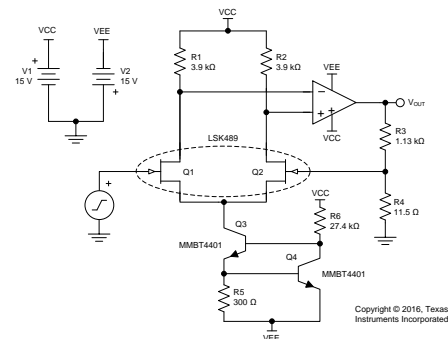 VCC
VCC
VEE
R1
3.9 kΩ
R2
3.9 kΩ
V1
15 V
V2
15 V
+
+
VEE
−
+
+
VCC
VOUT
LSK489
R3
1.13 kΩ
Q1
Q2
+
VCC
R4
11.5 Ω
R6
27.4 kΩ
Q3
MMBT4401
Q4
MMBT4401
R5
300 Ω
VEE
Copyright © 2016, Texas
Instruments Incorporated